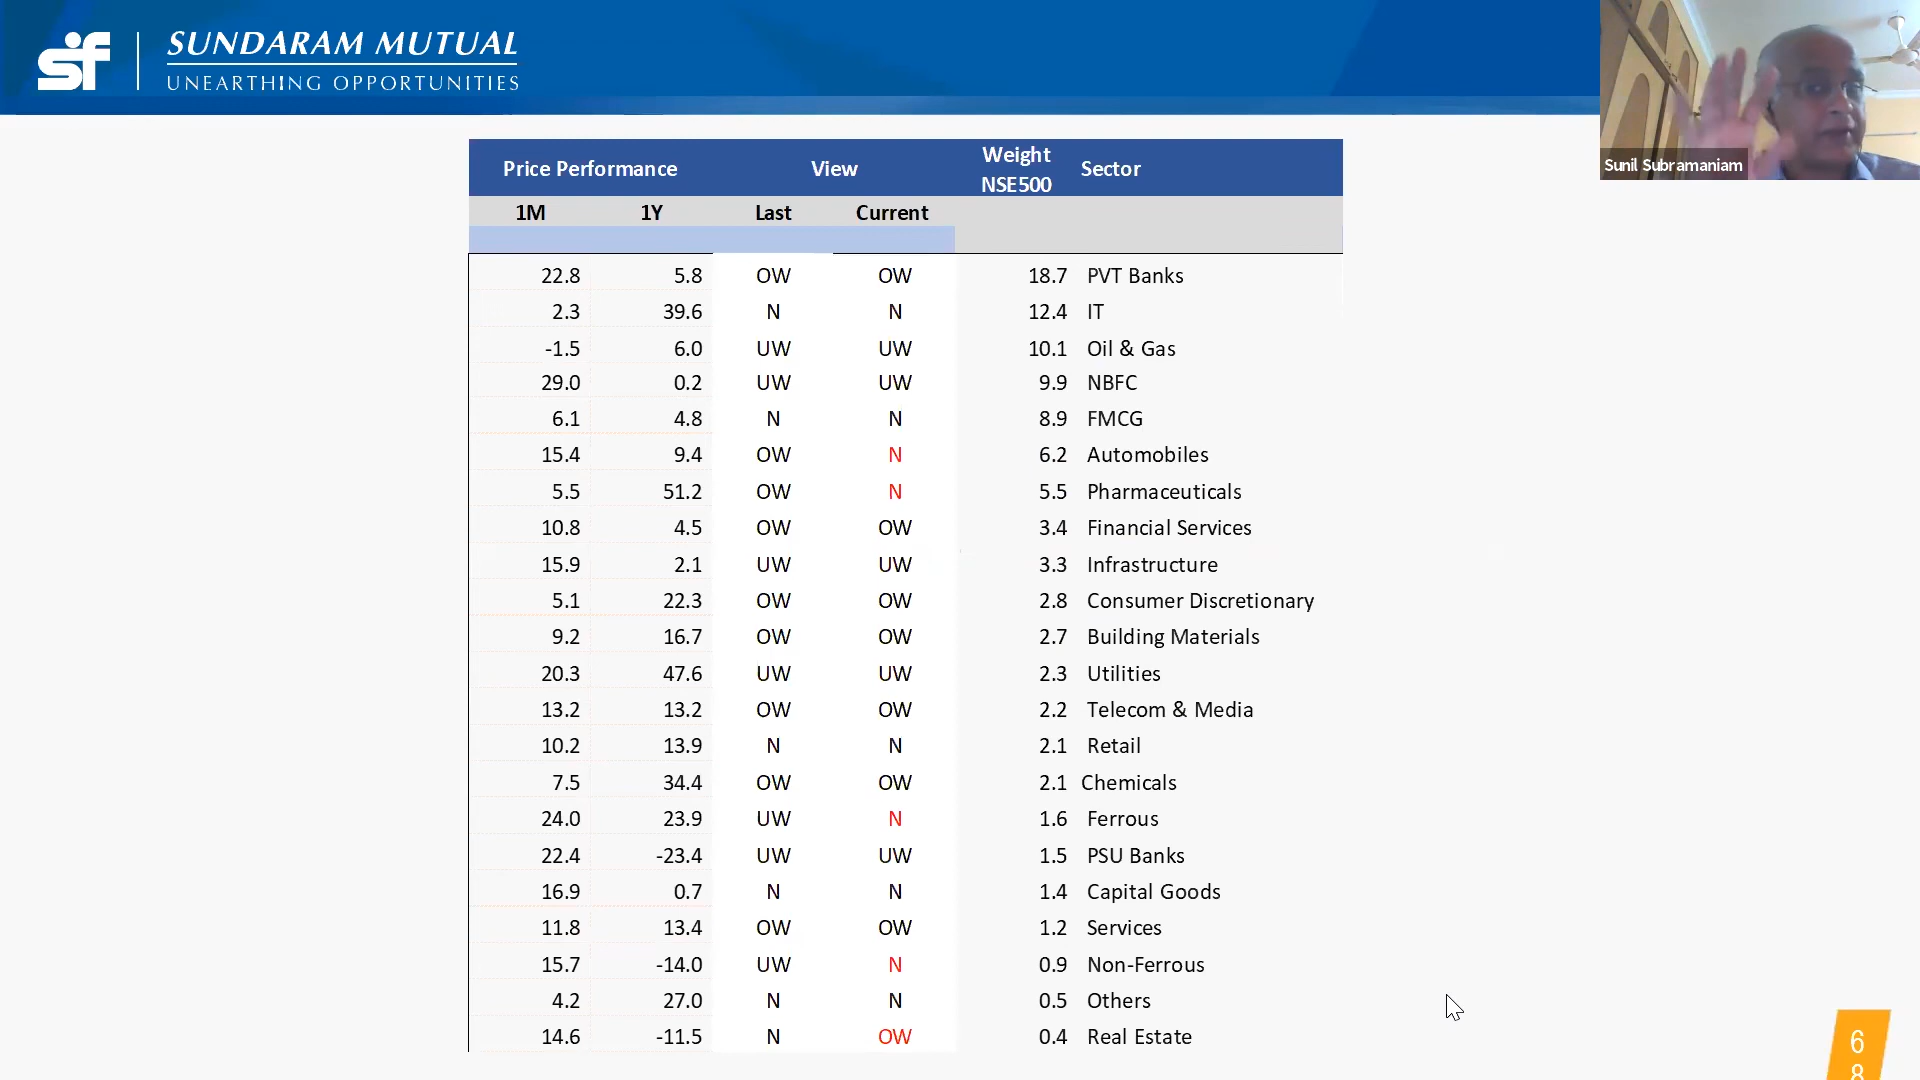 SUNDARAM MUTUAL
UNEARTHING OPPORTUNITIES
Sunil Subramaniam
Price Performance View Weight NSE500 Sector
1M 1Y Last Current
22.8 5.8 OW OW 18.7 PVT Banks
2.3 39.6 N N 12.4 IT
-1.5 6.0 UW UW 10.1 Oil & Gas
29.0 0.2 UW UW 9.9 NBFC
6.1 4.8 N N 8.9 FMCG
15.4 9.4 OW N 6.2 Automobiles
5.5 51.2 OW N 5.5 Pharmaceuticals
10.8 4.5 OW OW 3.4 Financial Services
15.9 2.1 UW UW 3.3 Infrastructure
5.1 22.3 OW OW 2.8 Consumer Discretionary
9.2 16.7 OW OW 2.7 Building Materials
20.3 47.6 UW UW 2.3 Utilities
13.2 13.2 OW OW 2.2 Telecom & Media
10.2 13.9 N N 2.1 Retail
7.5 34.4 OW OW 2.1 Chemicals
24.0 23.9 UW N 1.6 Ferrous
22.4 -23.4 UW UW 1.5 PSU Banks
16.9 0.7 N N 1.4 Capital Goods
11.8 13.4 OW OW 1.2 Services
15.7 -14.0 UW N 0.9 Non-Ferrous
4.2 27.0 N N 0.5 Others
14.6 -11.5 N OW 0.4 Real Estate
6
8